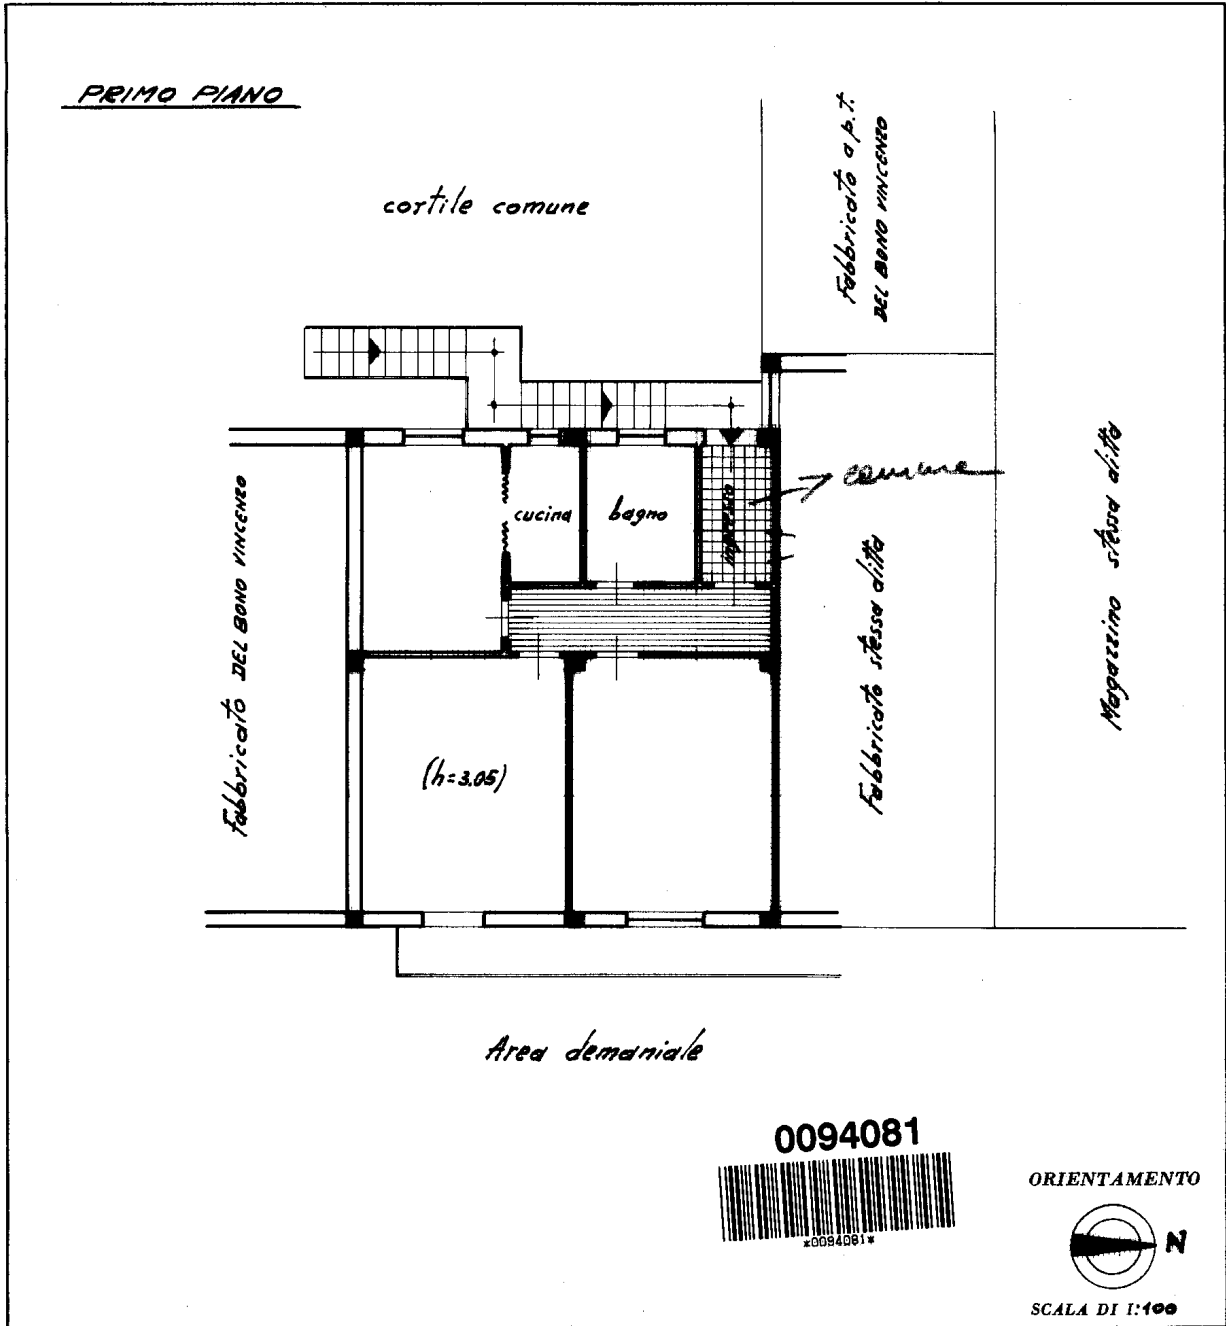 PRIMO PIANO
cortile comune
Fabbricato a p.T.
DEL BONO VINCENZO
cucina
bagno
ingresso
comune
Fabbricato DEL BONO VINCENZO
(h=3.05)
Fabbricato stessa ditta
Magazzino stessa ditta
Area demaniale
0094081
*0094081*
ORIENTAMENTO
N
SCALA DI 1:100